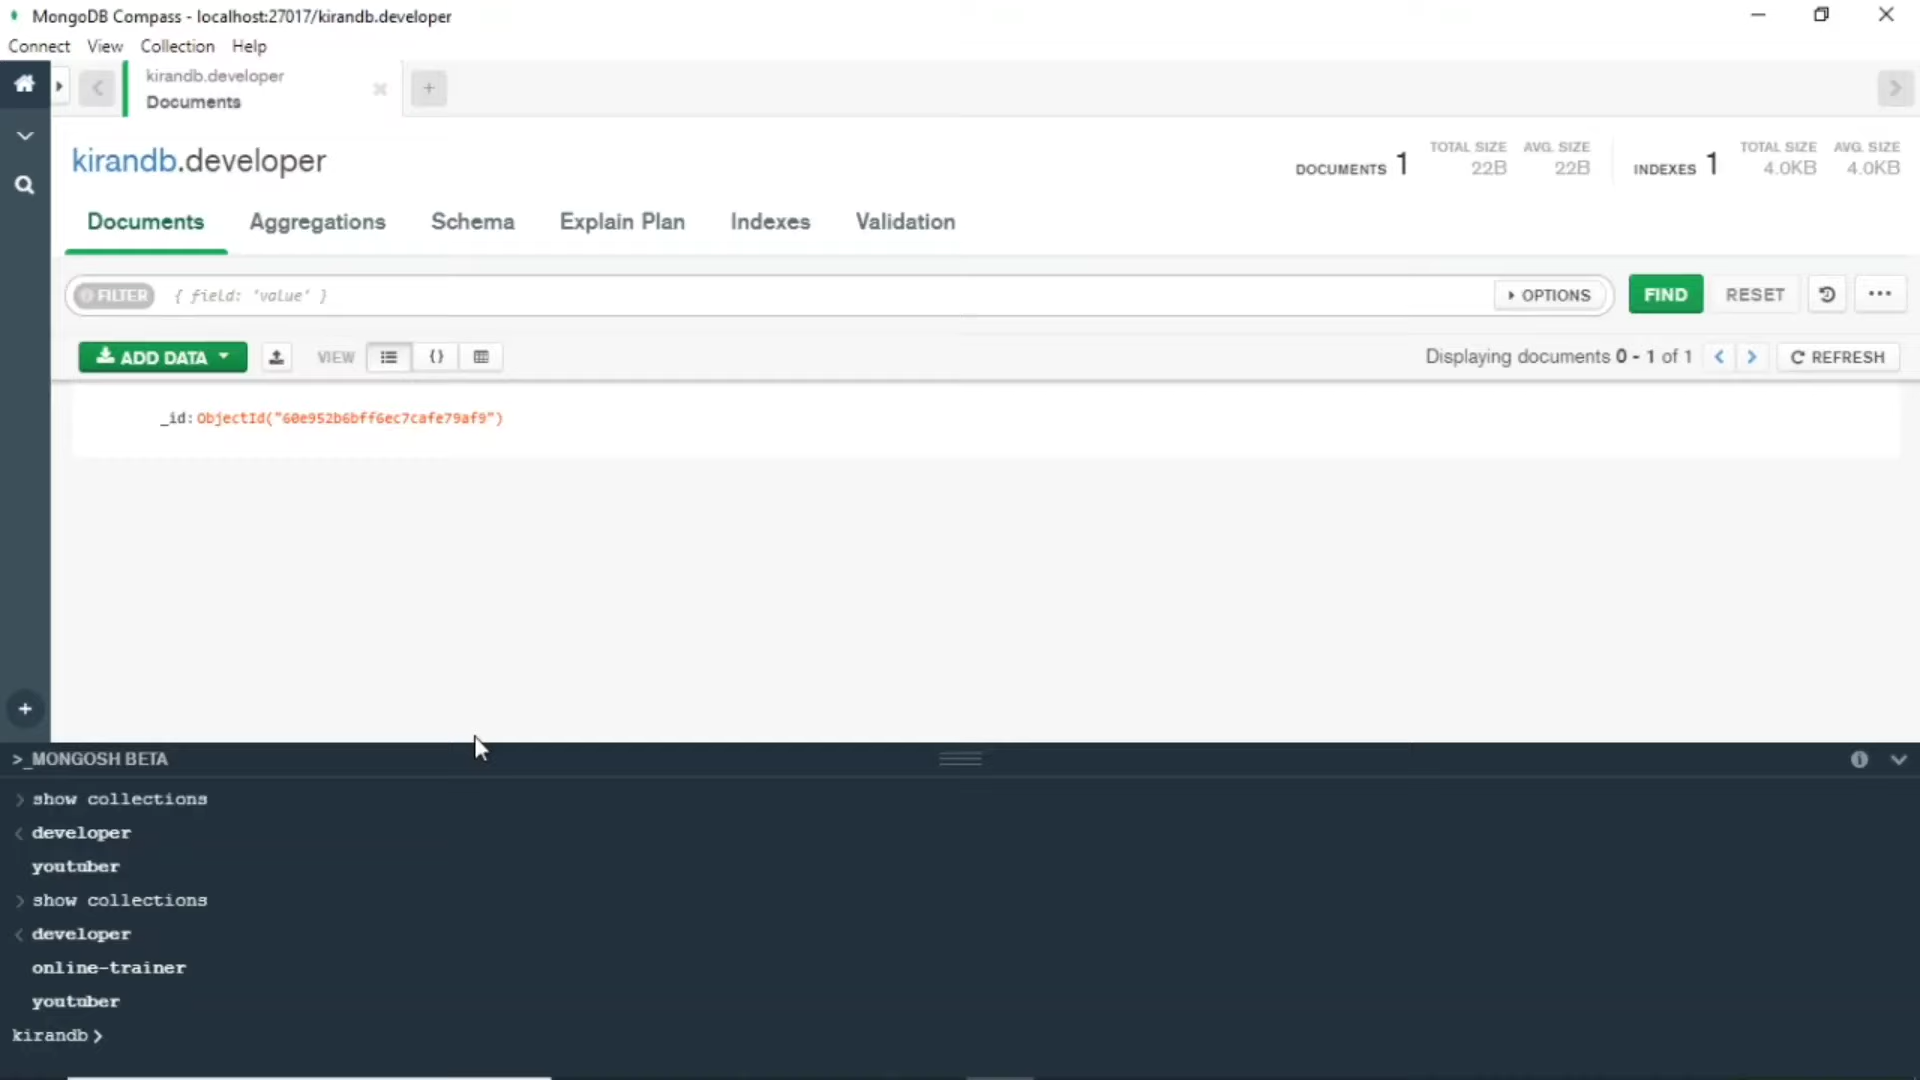 MongoDB Compass - localhost:27017/kirandb.developer
Connect View Collection Help
kirandb.developer
Documents
kirandb.developer
DOCUMENTS 1 TOTAL SIZE 22B AVG. SIZE 22B INDEXES 1 TOTAL SIZE 4.0KB AVG. SIZE 4.0KB
Documents Aggregations Schema Explain Plan Indexes Validation
FILTER { field: 'value' } OPTIONS FIND RESET
ADD DATA VIEW {} Displaying documents 0 - 1 of 1 REFRESH
_id: ObjectId("60e952b6bff6ec7cafe79af9")
>_MONGOSH BETA
> show collections
< developer
youtuber
> show collections
< developer
online-trainer
youtuber
kirandb>